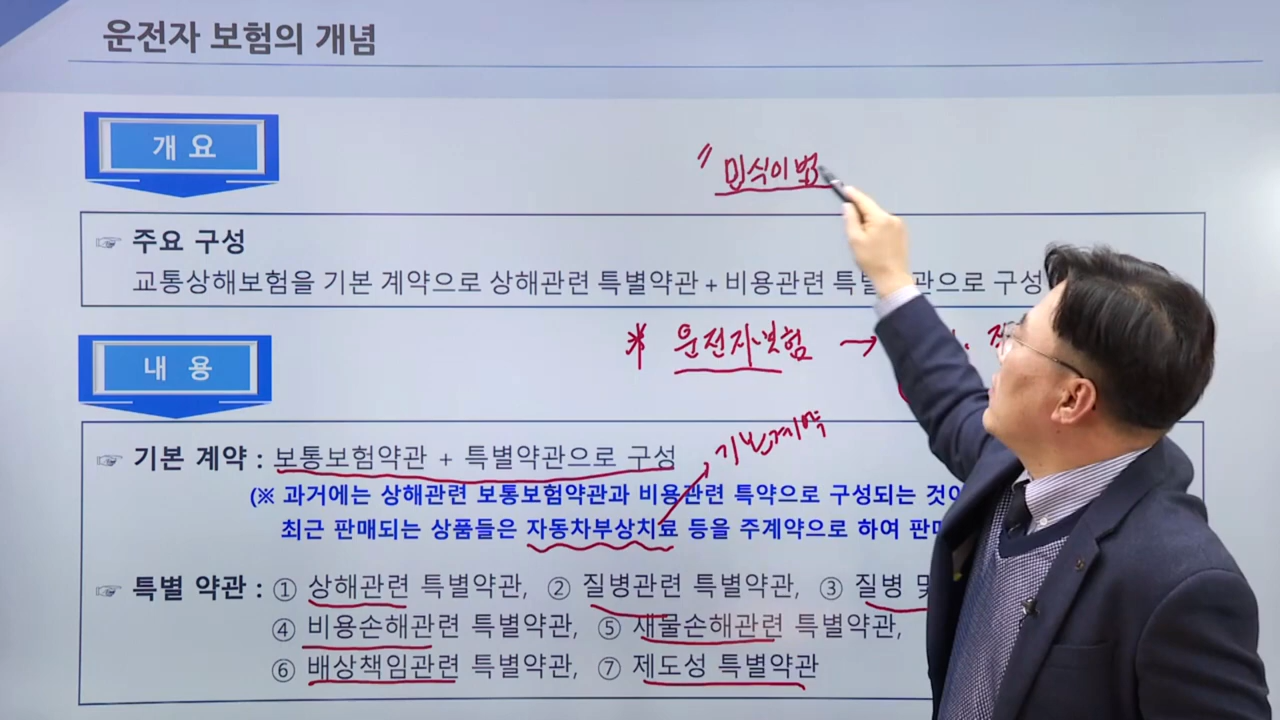 운전자 보험의 개념
개 요
〃 민식이법
☞ 주요 구성
교통상해보험을 기본 계약으로 상해관련 특별약관 + 비용관련 특별 관으로 구성
* 운전자보험 →
내 용
기본계약
☞ 기본 계약 : 보통보험약관 + 특별약관으로 구성
(※ 과거에는 상해관련 보통보험약관과 비용관련 특약으로 구성되는 것이
최근 판매되는 상품들은 자동차부상치료 등을 주계약으로 하여 판매
☞ 특별 약관 : ① 상해관련 특별약관, ② 질병관련 특별약관, ③ 질병 및
④ 비용손해관련 특별약관, ⑤ 재물손해관련 특별약관,
⑥ 배상책임관련 특별약관, ⑦ 제도성 특별약관